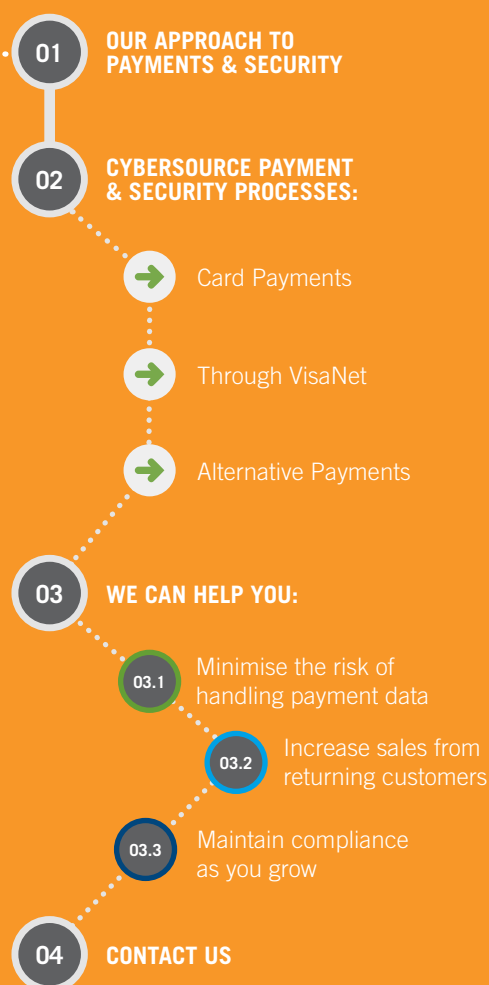 01
OUR APPROACH TO
PAYMENTS & SECURITY
02
CYBERSOURCE PAYMENT
& SECURITY PROCESSES:
Card Payments
Through VisaNet
Alternative Payments
03
WE CAN HELP YOU:
03.1
Minimise the risk of
handling payment data
03.2
Increase sales from
returning customers
03.3
Maintain compliance
as you grow
04
CONTACT US